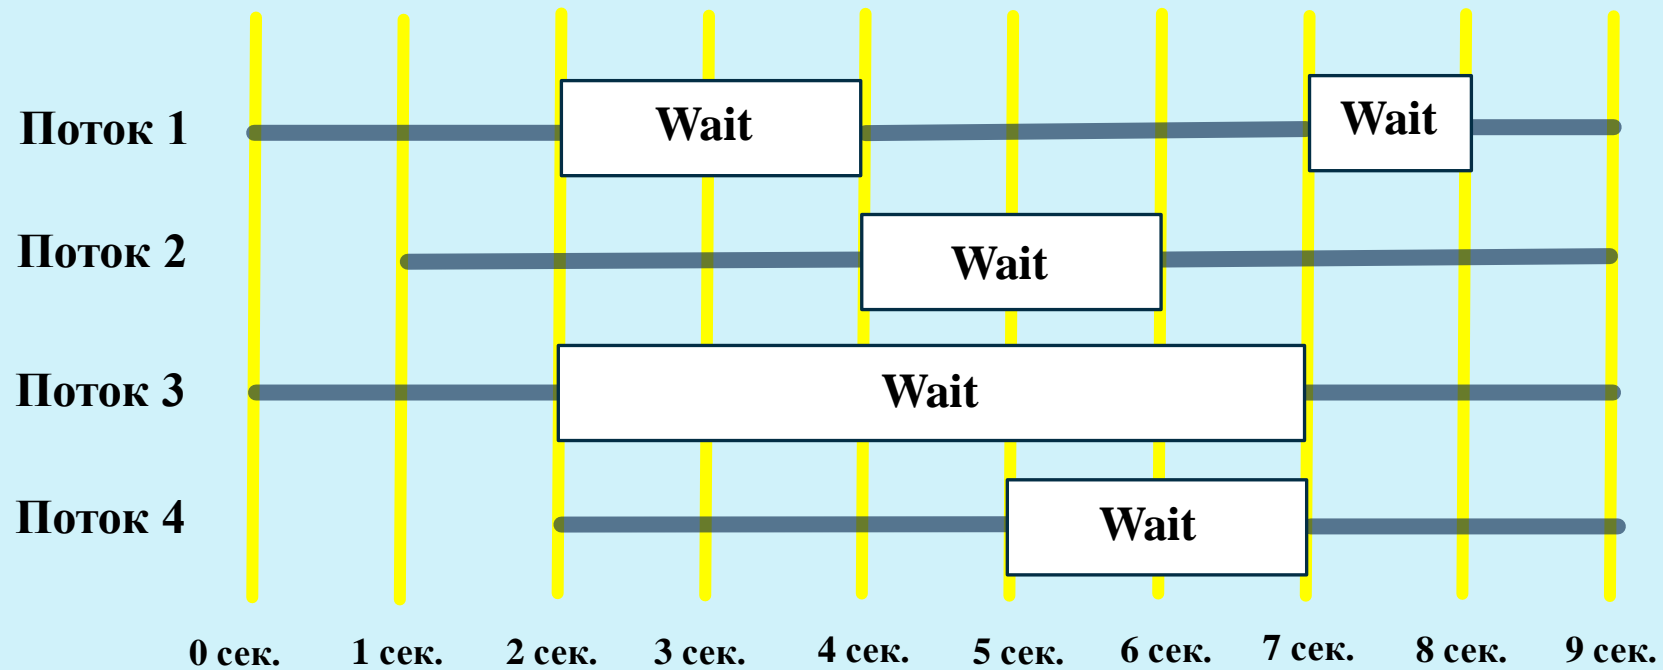 Поток 1
Wait
Wait
Поток 2
Wait
Поток 3
Wait
Поток 4
Wait
0 сек. 1 сек. 2 сек. 3 сек. 4 сек. 5 сек. 6 сек. 7 сек. 8 сек. 9 сек.